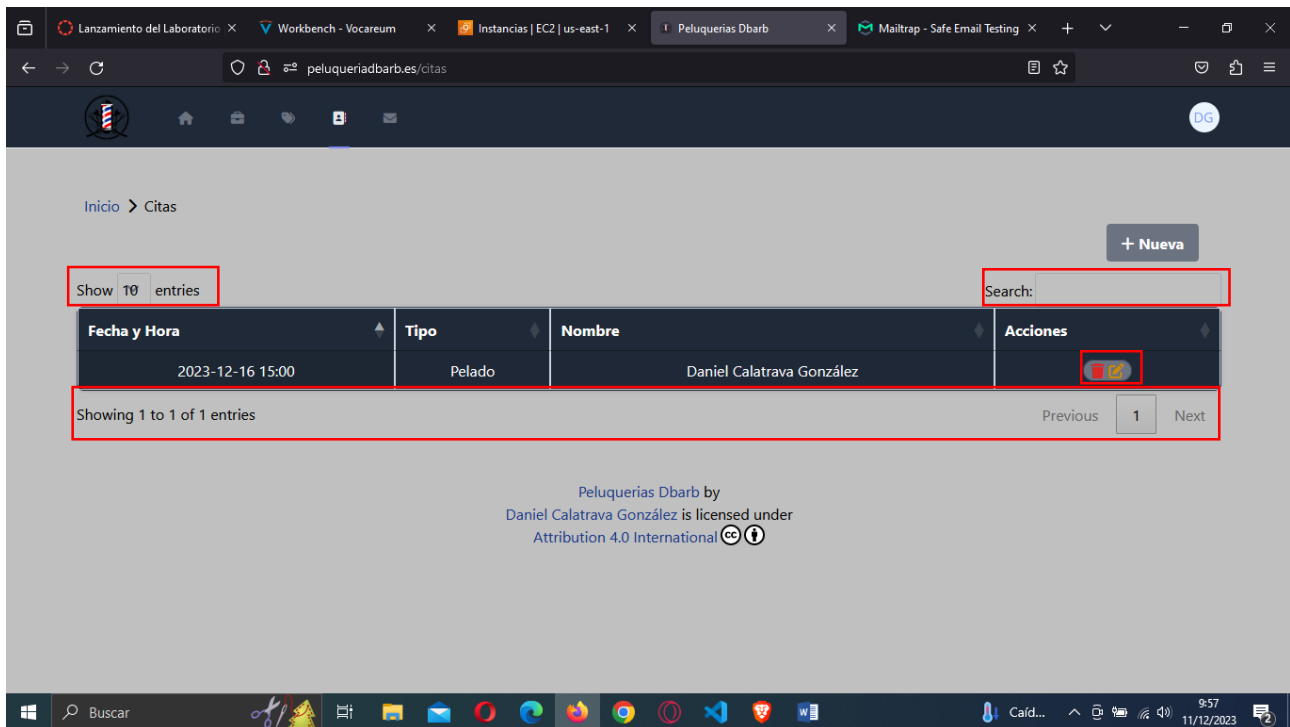 Lanzamiento del Laboratorio
Workbench - Vocareum
Instancias | EC2 | us-east-1
Peluquerias Dbarb
Mailtrap - Safe Email Testing
peluqueriadbarb.es/citas
DG
Inicio > Citas
+ Nueva
Show 10 entries
Search:
Fecha y Hora Tipo Nombre Acciones
2023-12-16 15:00 Pelado Daniel Calatrava González
Showing 1 to 1 of 1 entries
Previous 1 Next
Peluquerias Dbarb by
Daniel Calatrava González is licensed under
Attribution 4.0 International
Buscar
Caíd...
9:57
11/12/2023
2